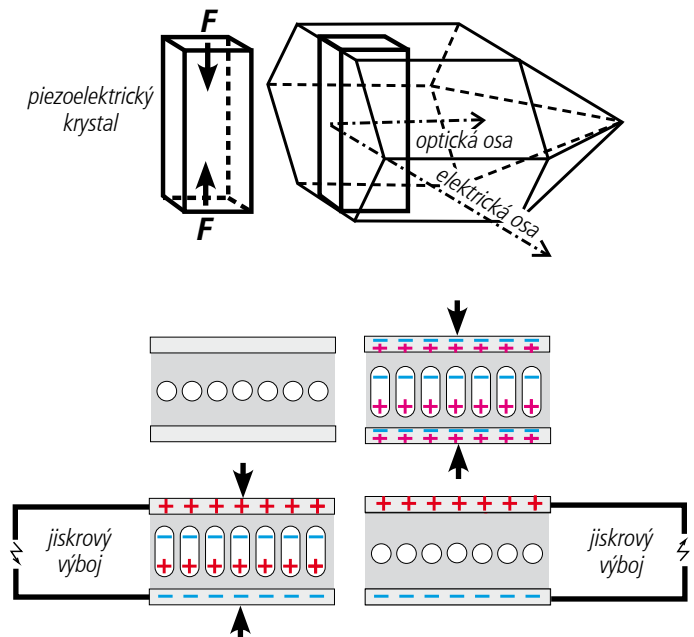 F
piezoelektrický
krystal
F
optická osa
elektrická osa
jiskrový
výboj
jiskrový
výboj